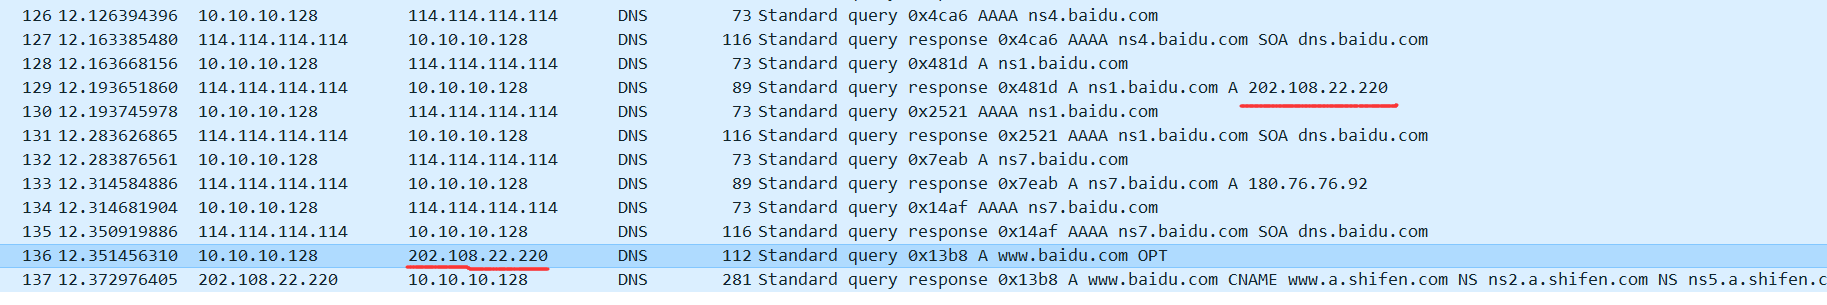 126 12.126394396 10.10.10.128 114.114.114.114 DNS 73 Standard query 0x4ca6 AAAA ns4.baidu.com
127 12.163385480 114.114.114.114 10.10.10.128 DNS 116 Standard query response 0x4ca6 AAAA ns4.baidu.com SOA dns.baidu.com
128 12.163668156 10.10.10.128 114.114.114.114 DNS 73 Standard query 0x481d A ns1.baidu.com
129 12.193651860 114.114.114.114 10.10.10.128 DNS 89 Standard query response 0x481d A ns1.baidu.com A 202.108.22.220
130 12.193745978 10.10.10.128 114.114.114.114 DNS 73 Standard query 0x2521 AAAA ns1.baidu.com
131 12.283626865 114.114.114.114 10.10.10.128 DNS 116 Standard query response 0x2521 AAAA ns1.baidu.com SOA dns.baidu.com
132 12.283876561 10.10.10.128 114.114.114.114 DNS 73 Standard query 0x7eab A ns7.baidu.com
133 12.314584886 114.114.114.114 10.10.10.128 DNS 89 Standard query response 0x7eab A ns7.baidu.com A 180.76.76.92
134 12.314681904 10.10.10.128 114.114.114.114 DNS 73 Standard query 0x14af AAAA ns7.baidu.com
135 12.350919886 114.114.114.114 10.10.10.128 DNS 116 Standard query response 0x14af AAAA ns7.baidu.com SOA dns.baidu.com
136 12.351456310 10.10.10.128 202.108.22.220 DNS 112 Standard query 0x13b8 A www.baidu.com OPT
137 12.372976405 202.108.22.220 10.10.10.128 DNS 281 Standard query response 0x13b8 A www.baidu.com CNAME www.a.shifen.com NS ns2.a.shifen.com NS ns5.a.shifen.c